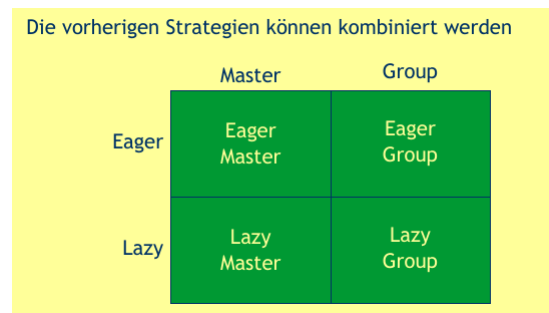 Die vorherigen Strategien können kombiniert werden
Master Group
Eager
Eager
Master
Eager
Group
Lazy
Lazy
Master
Lazy
Group